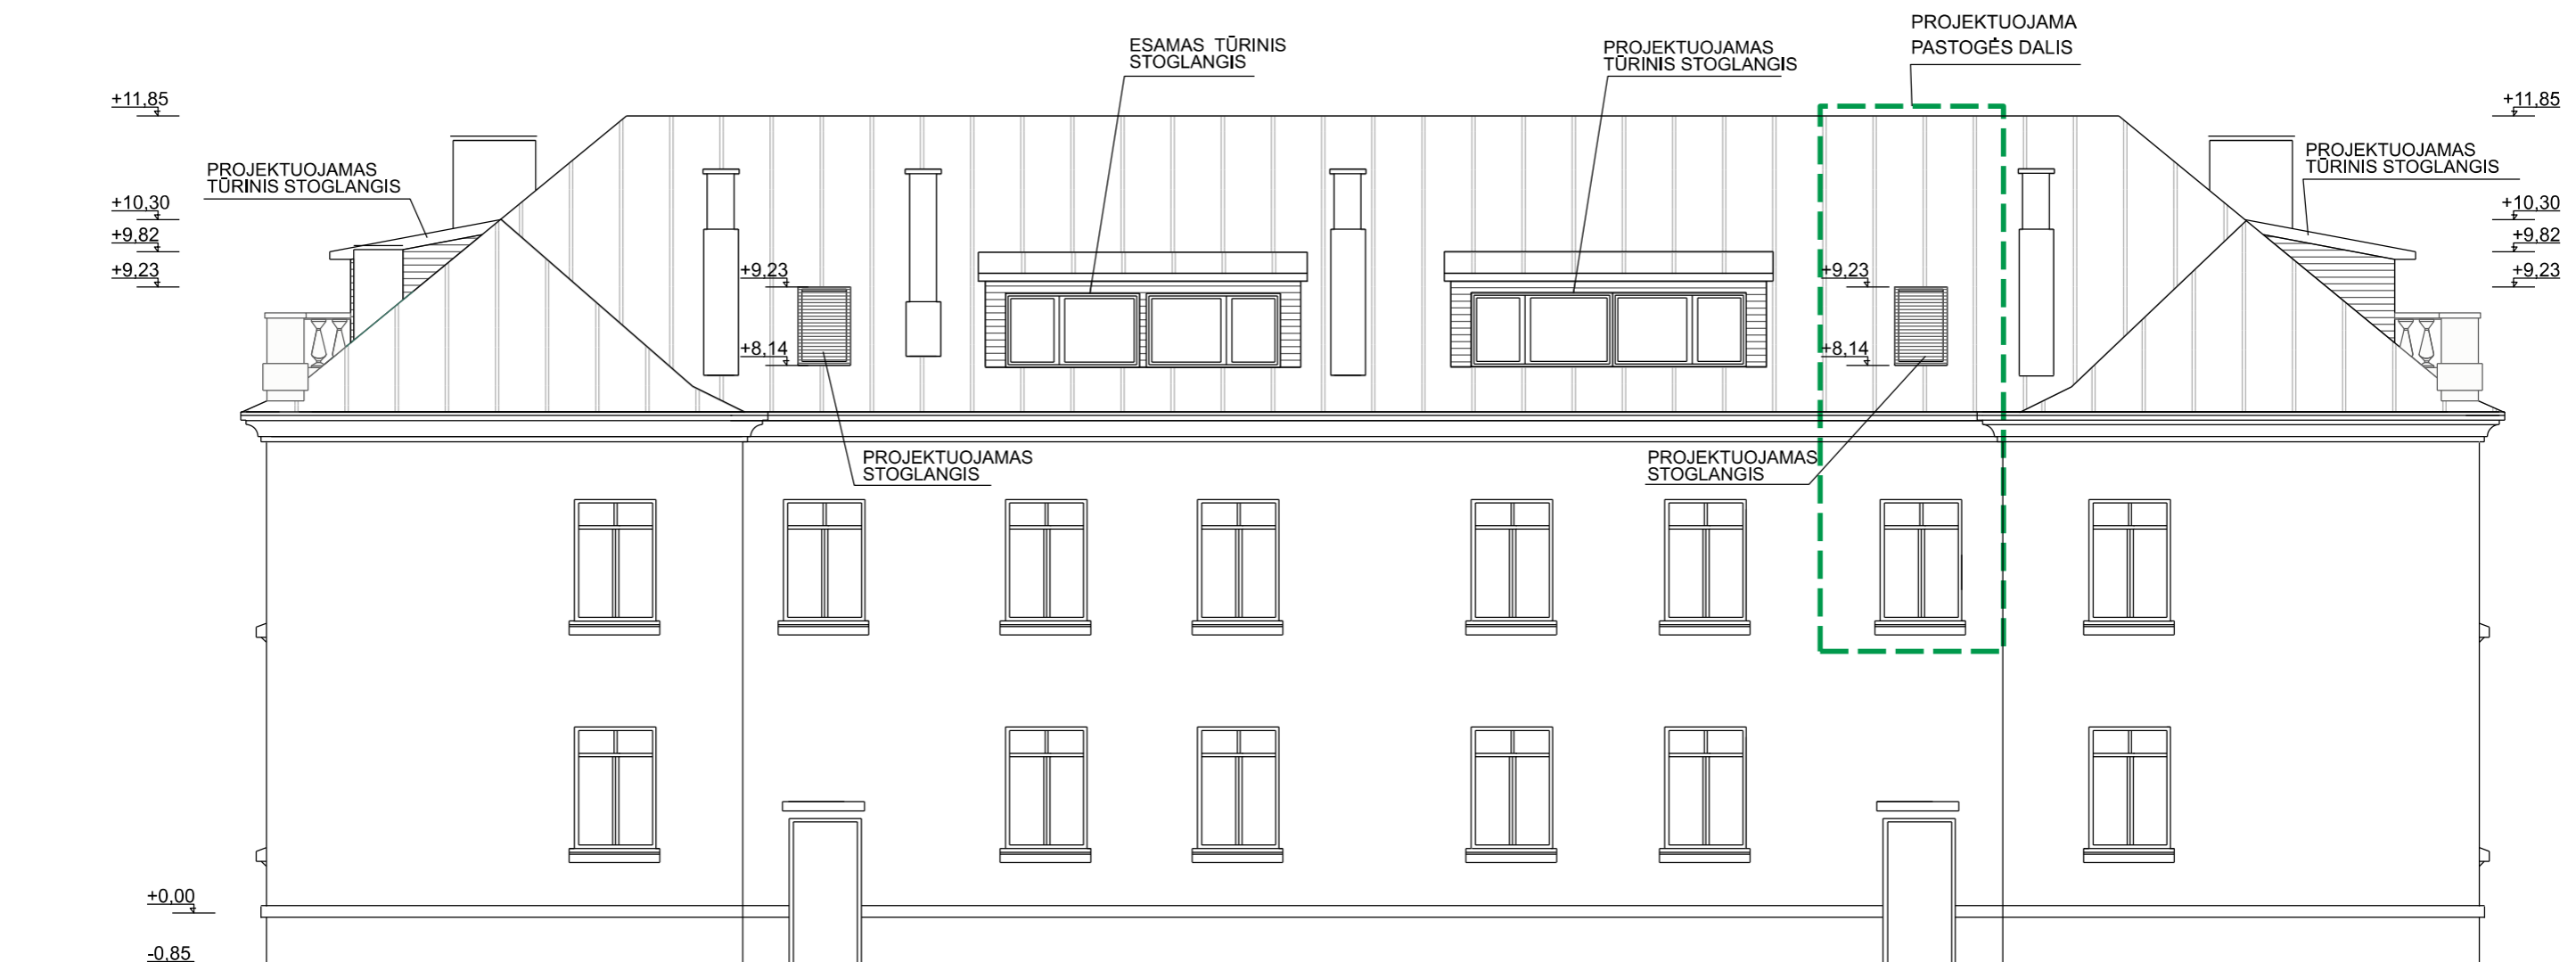 PROJEKTUOJAMA
PASTOGĖS DALIS
ESAMAS TŪRINIS
STOGLANGIS
PROJEKTUOJAMAS
TŪRINIS STOGLANGIS
+11,85
+11,85
PROJEKTUOJAMAS
TŪRINIS STOGLANGIS
PROJEKTUOJAMAS
TŪRINIS STOGLANGIS
+10,30
+10,30
+9,82
+9,82
+9,23
+9,23
+9,23
+9,23
+8,14
+8,14
PROJEKTUOJAMAS
STOGLANGIS
PROJEKTUOJAMAS
STOGLANGIS
+0,00
-0,85